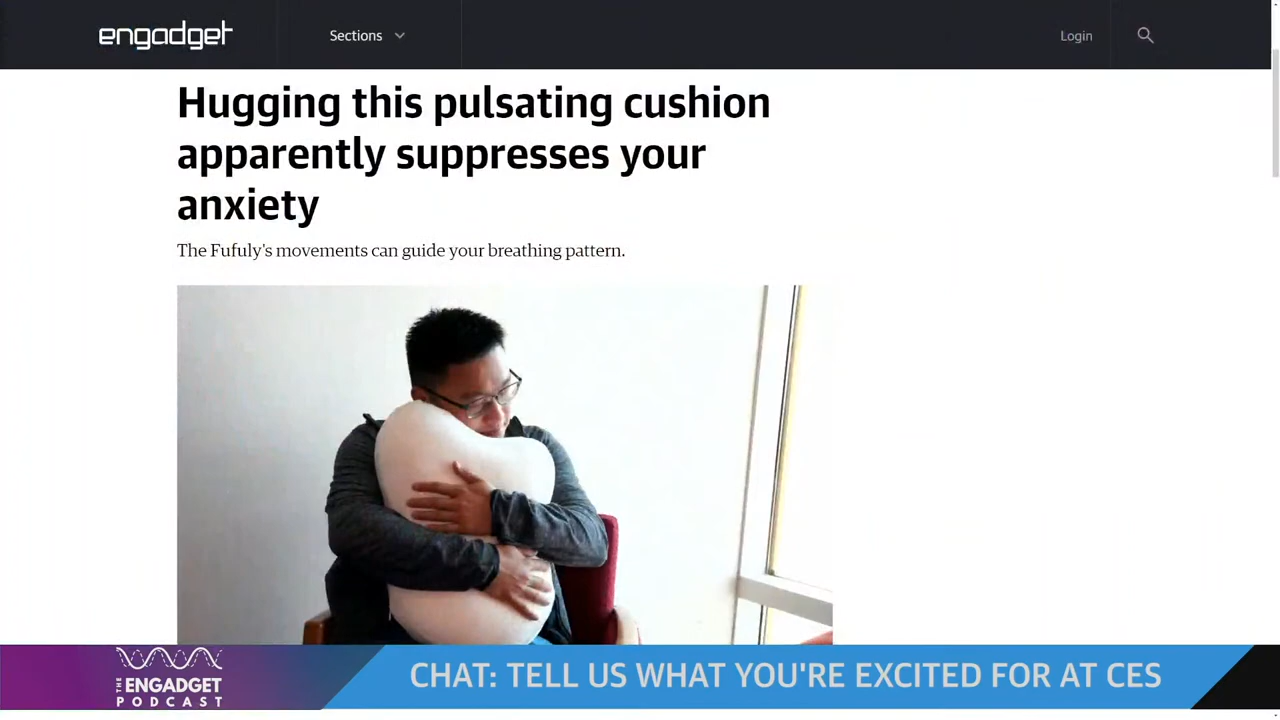 engadget
Sections
Login
Hugging this pulsating cushion
apparently suppresses your
anxiety
The Fufuly's movements can guide your breathing pattern.
THE
ENGADGET
PODCAST
CHAT: TELL US WHAT YOU'RE EXCITED FOR AT CES